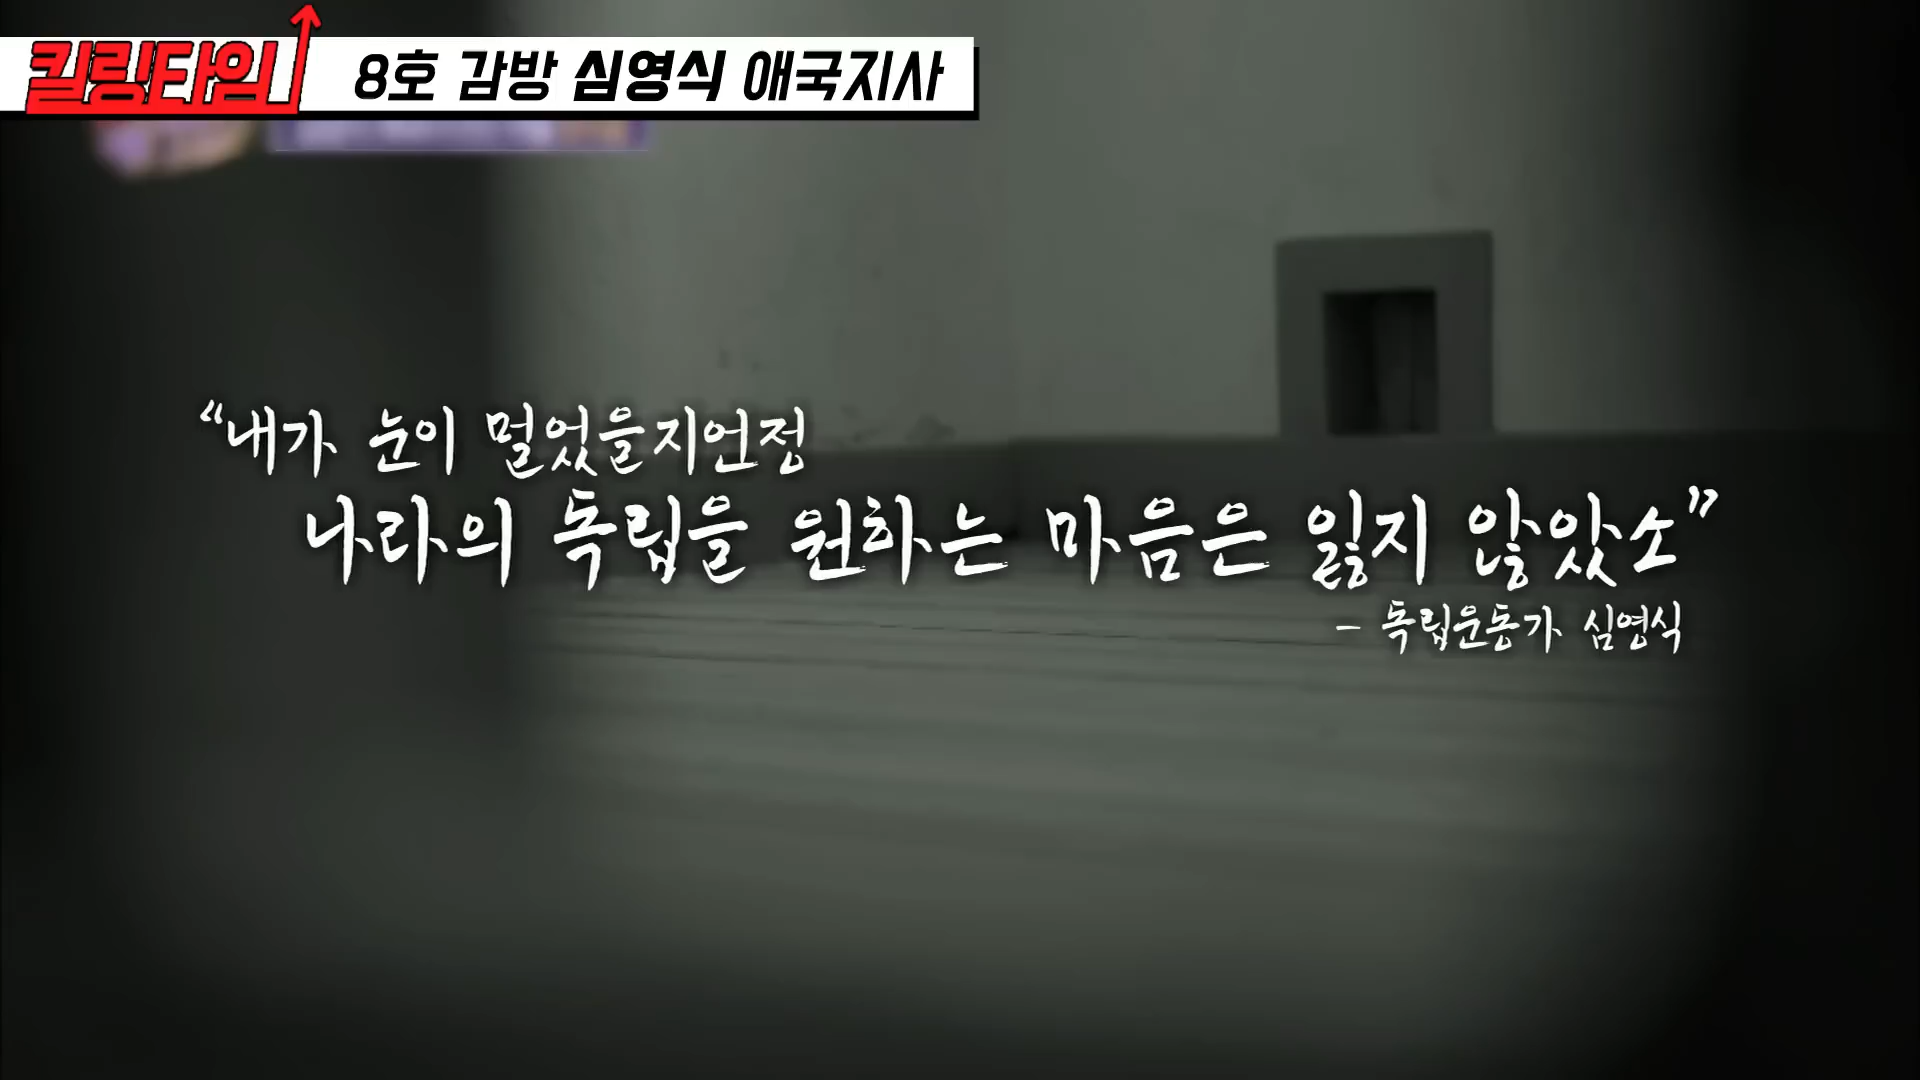 킬링타임
8호 감방 심영식 애국지사
“내가 눈이 멀었을지언정
나라의 독립을 원하는 마음은 잃지 않았소”
- 독립운동가 심영식